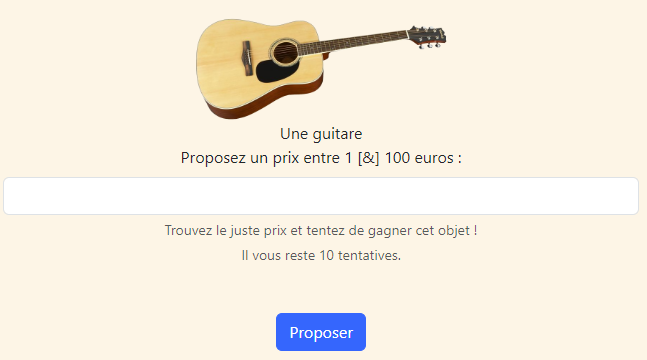 Une guitare
Proposez un prix entre 1 [&] 100 euros :
Trouvez le juste prix et tentez de gagner cet objet !
Il vous reste 10 tentatives.
Proposer